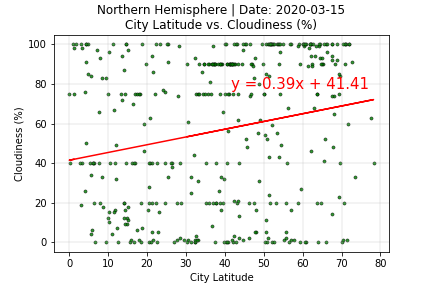 Northern Hemisphere | Date: 2020-03-15
City Latitude vs. Cloudiness (%)
100
80
60
40
20
0
Cloudiness (%)
y = 0.39x + 41.41
0 10 20 30 40 50 60 70 80
City Latitude